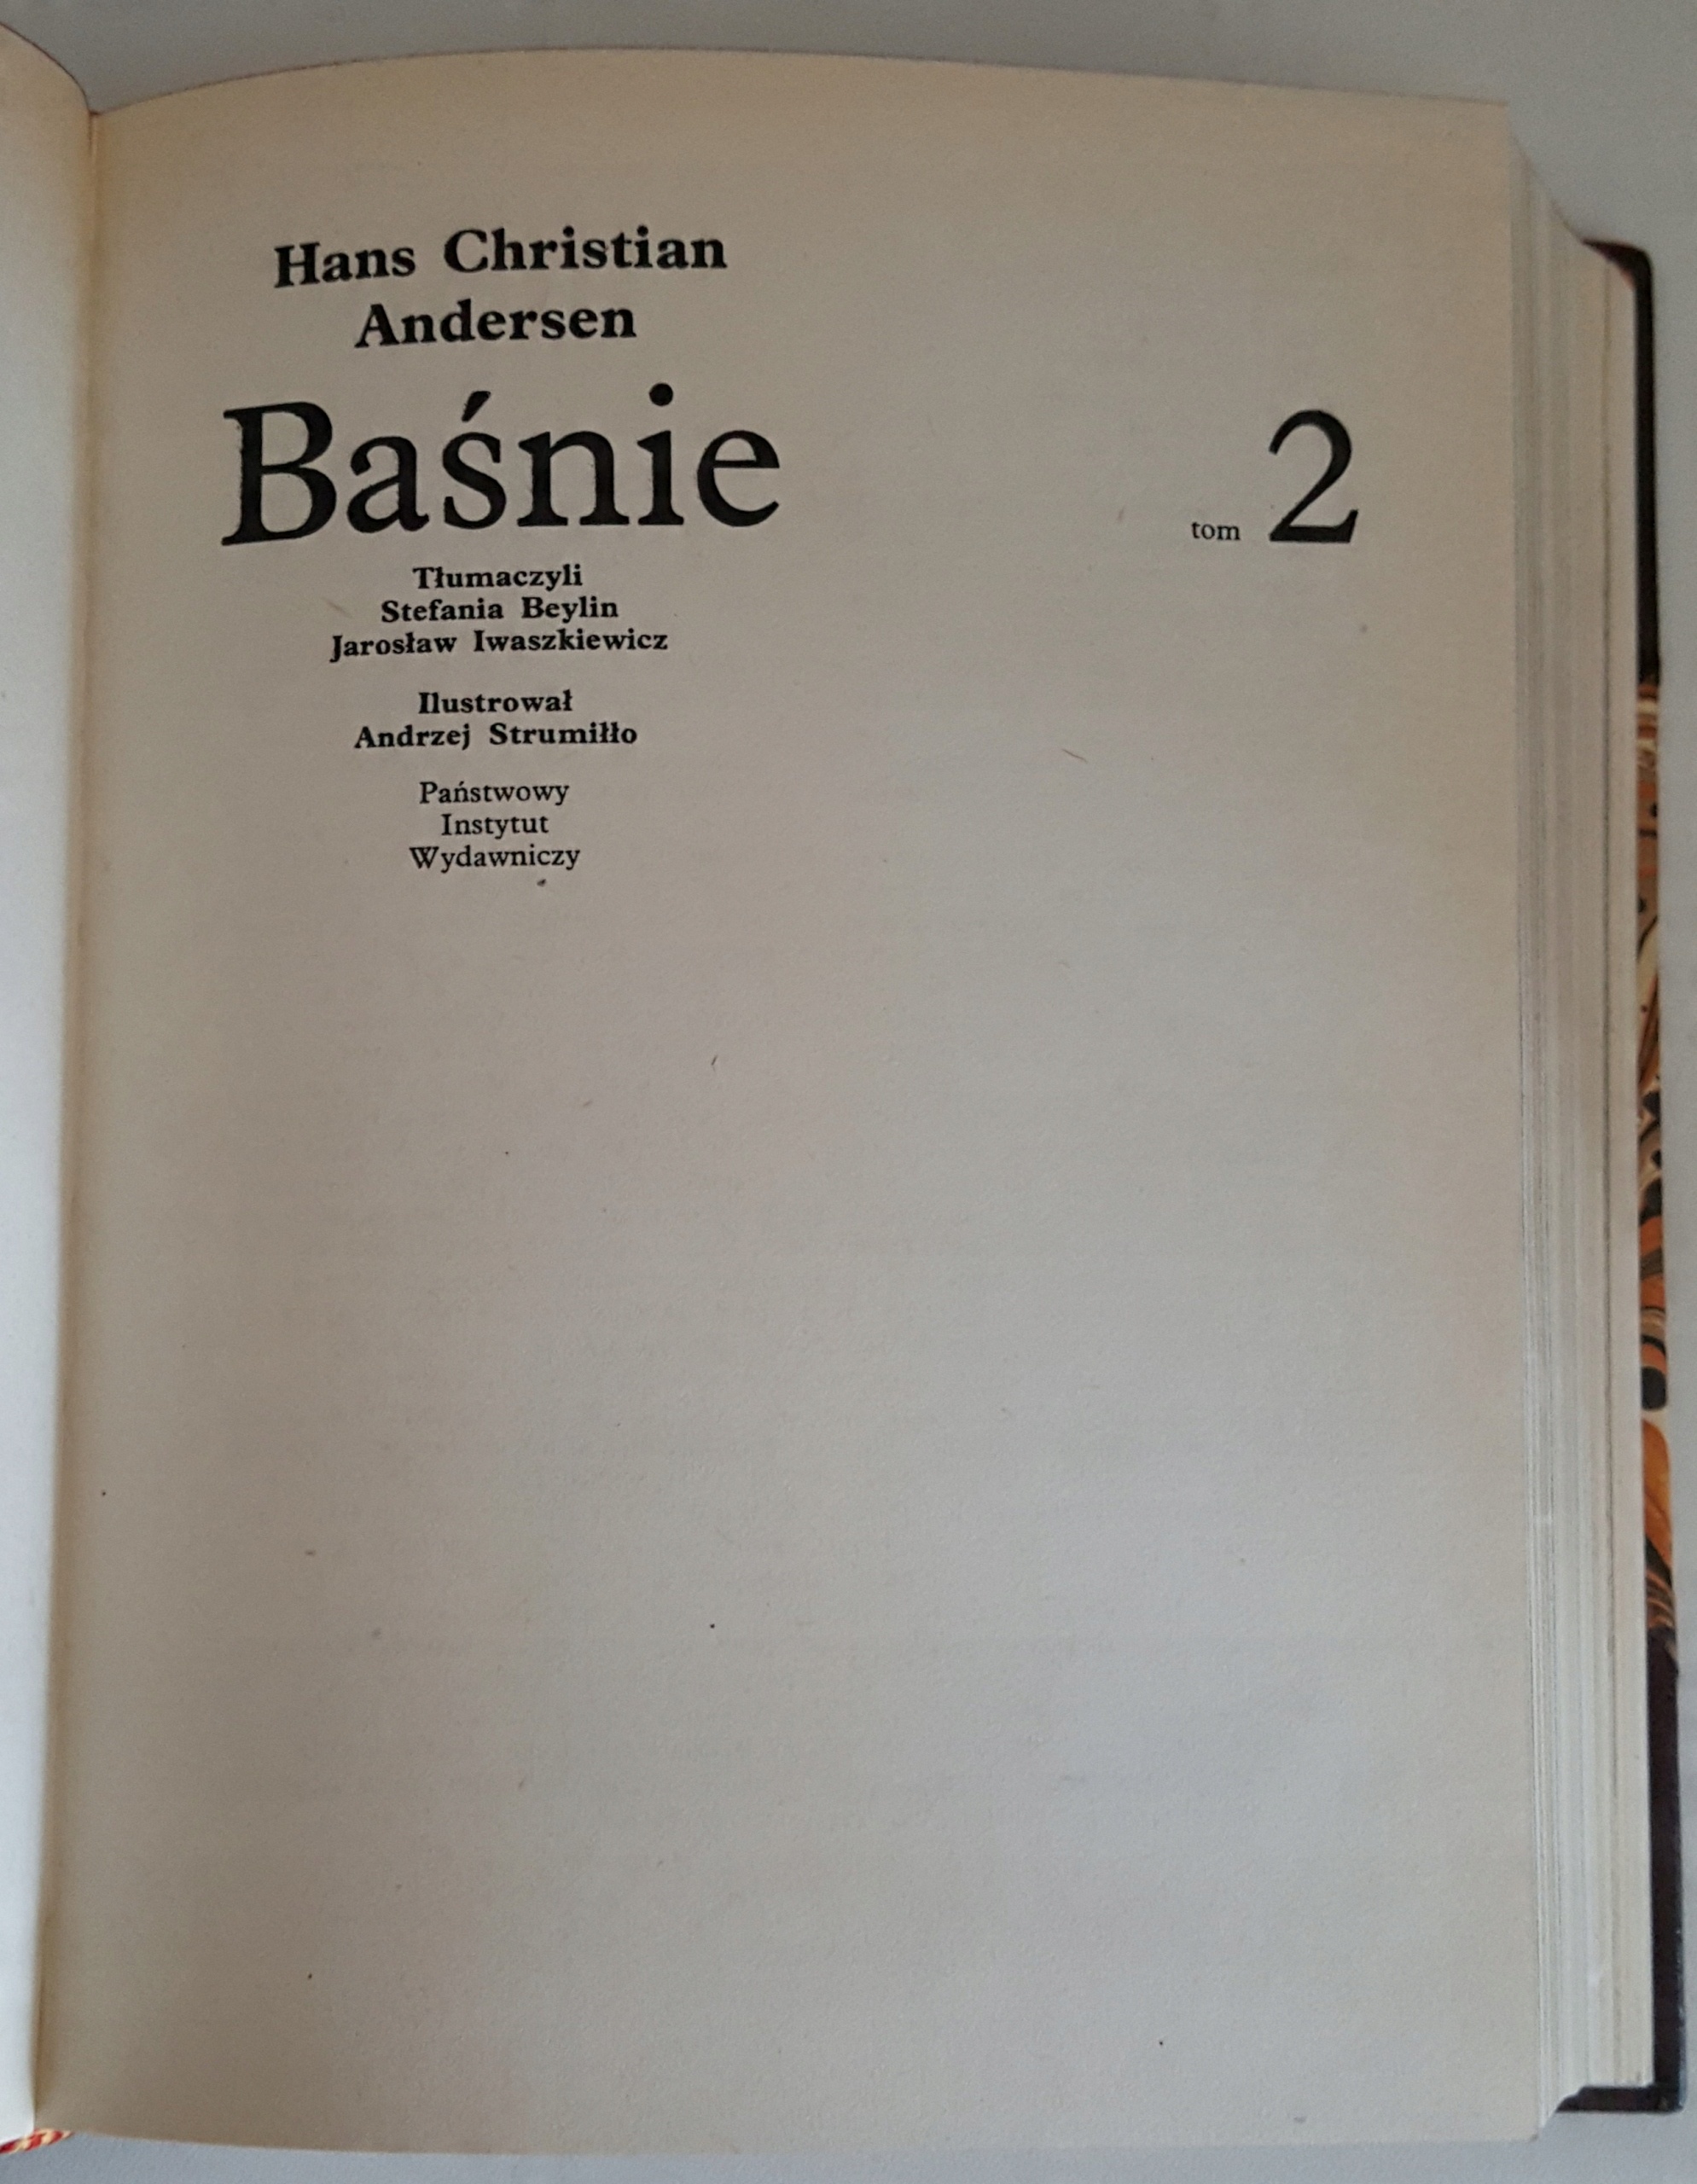 Hans Christian
Andersen
Baśnie
tom 2
Tłumaczyli
Stefania Beylin
Jarosław Iwaszkiewicz
Ilustrował
Andrzej Strumiłło
Państwowy
Instytut
Wydawniczy